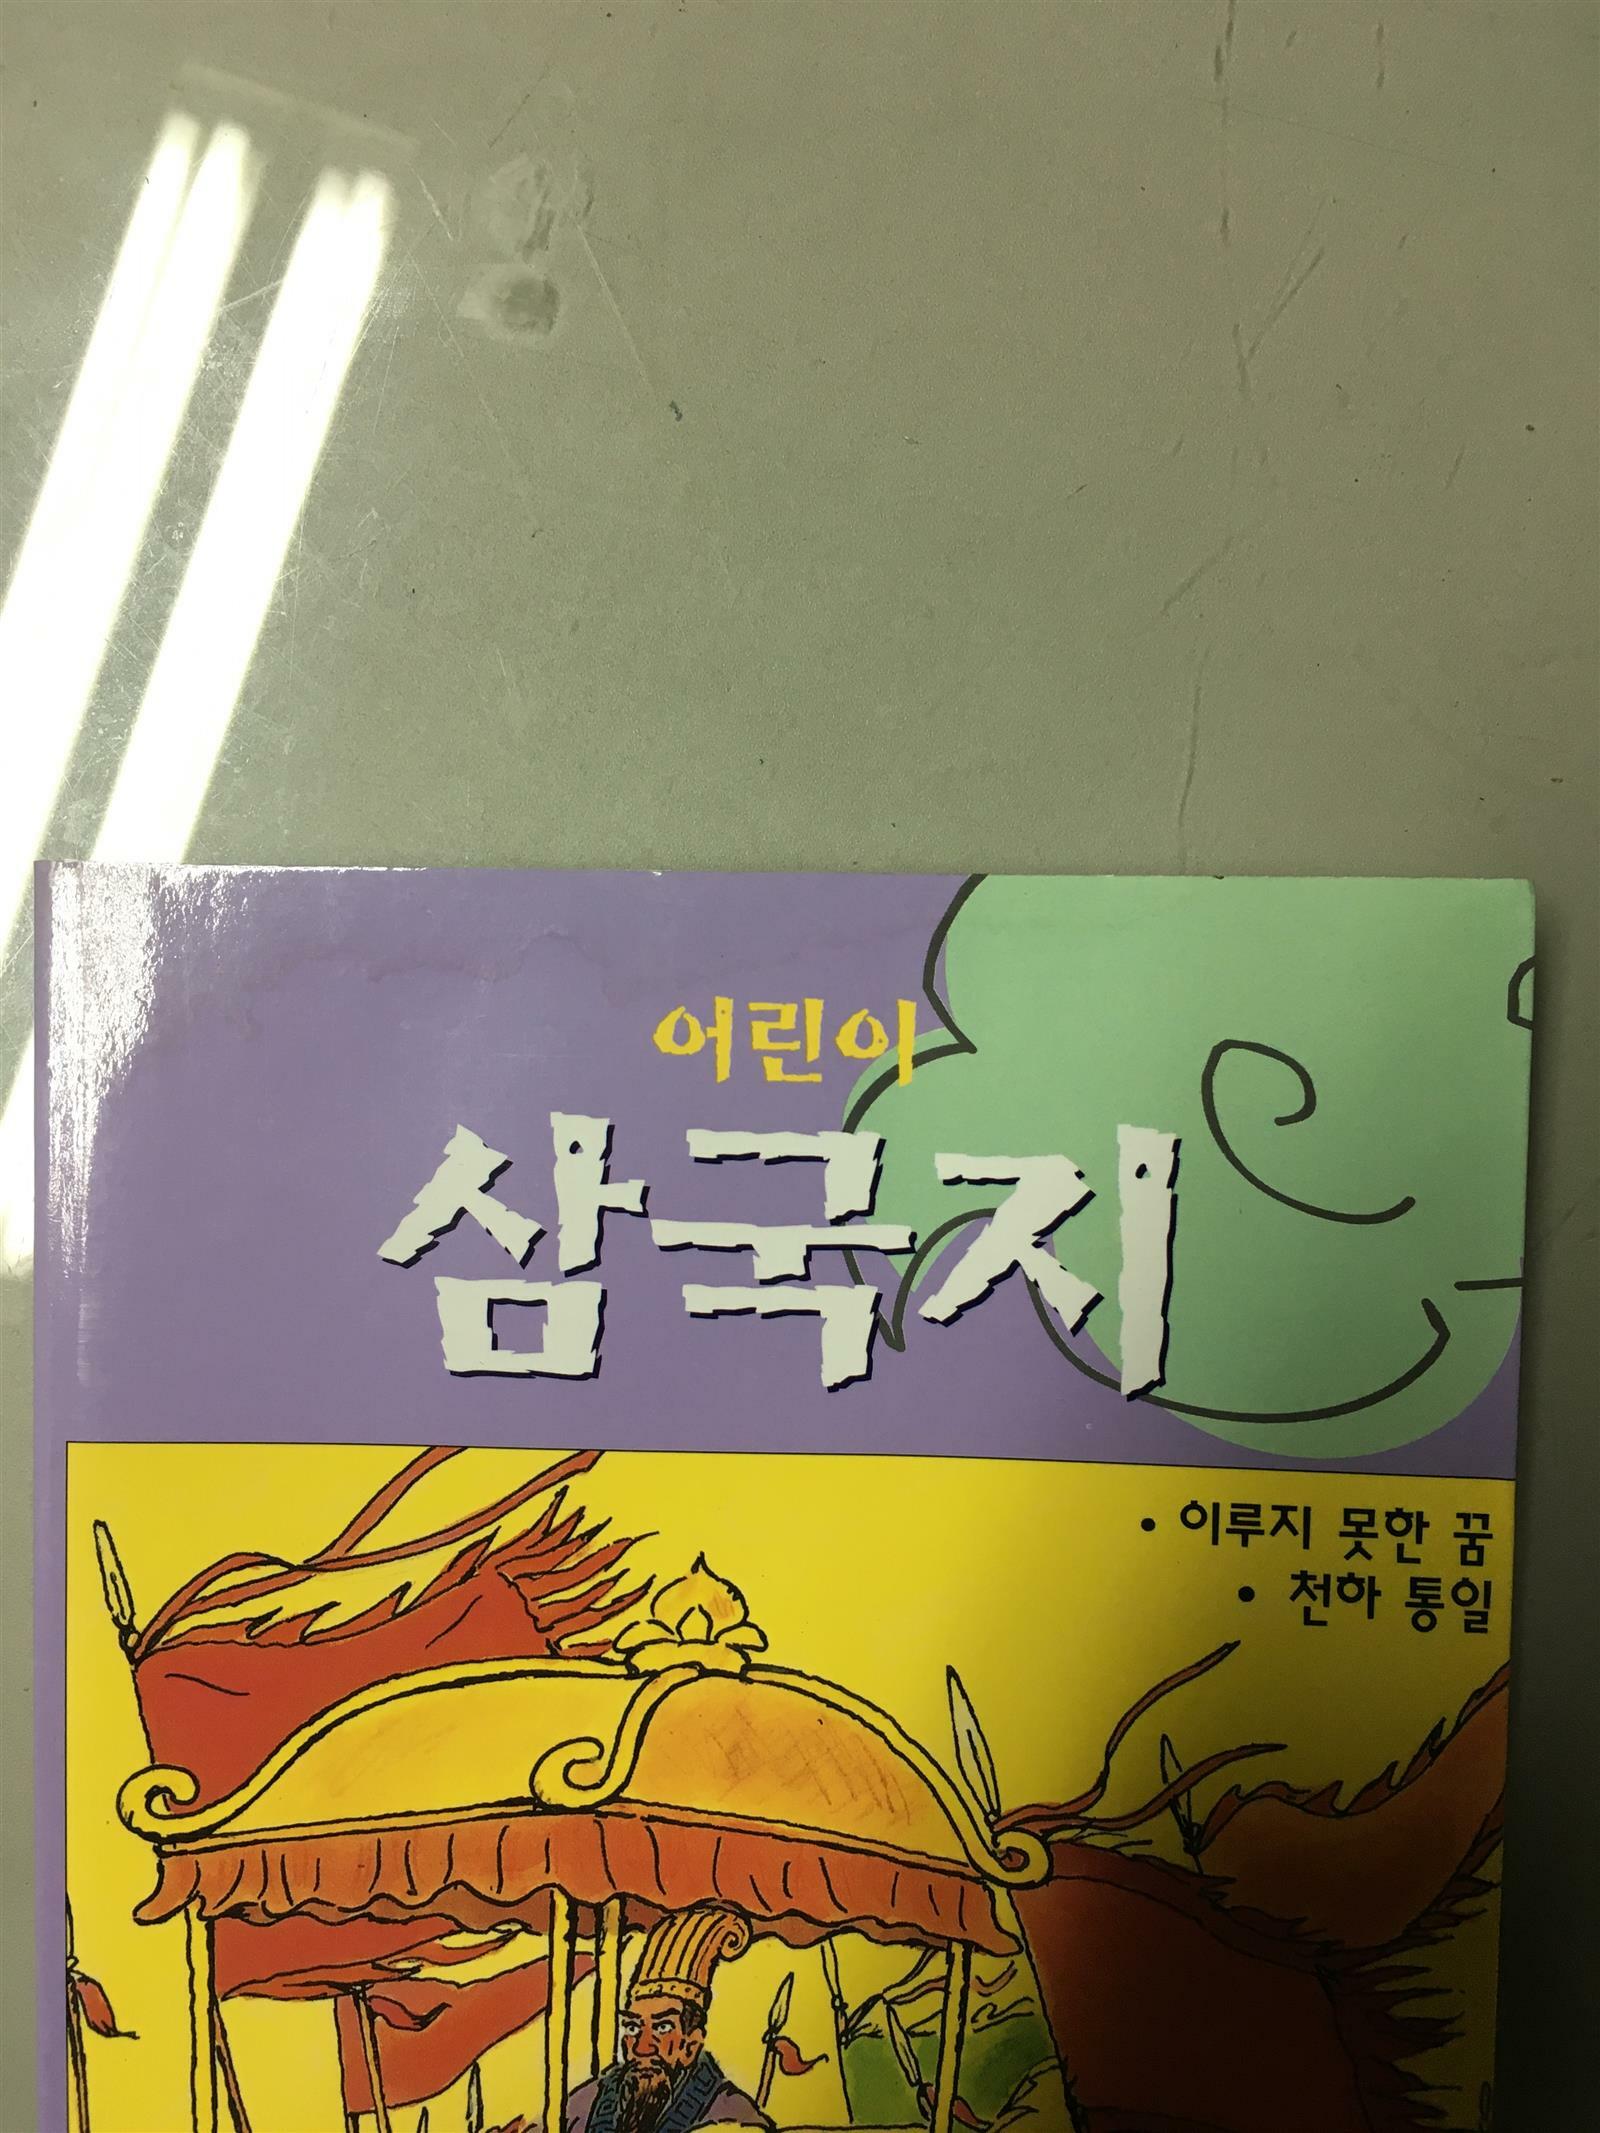 어린이
삼국지
• 이루지 못한 꿈
• 천하 통일